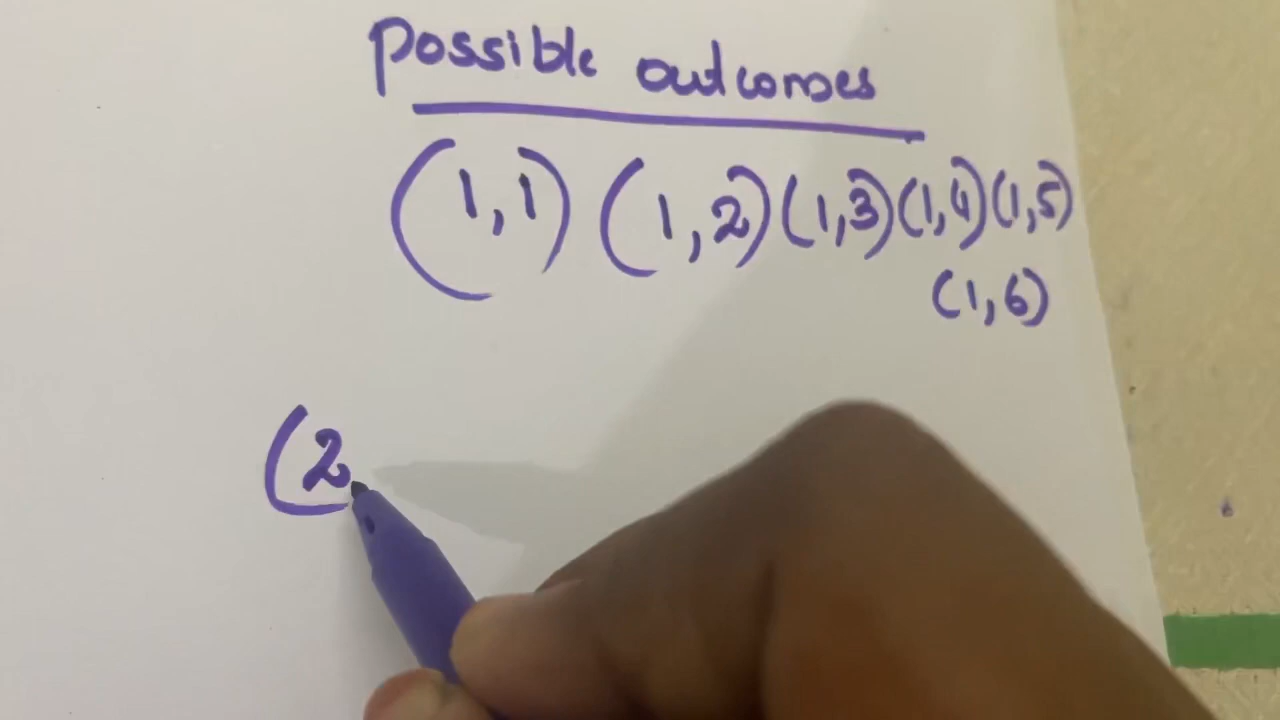 possible outcomes
(1,1) (1,2) (1,3) (1,4) (1,5)
(1,6)
(2